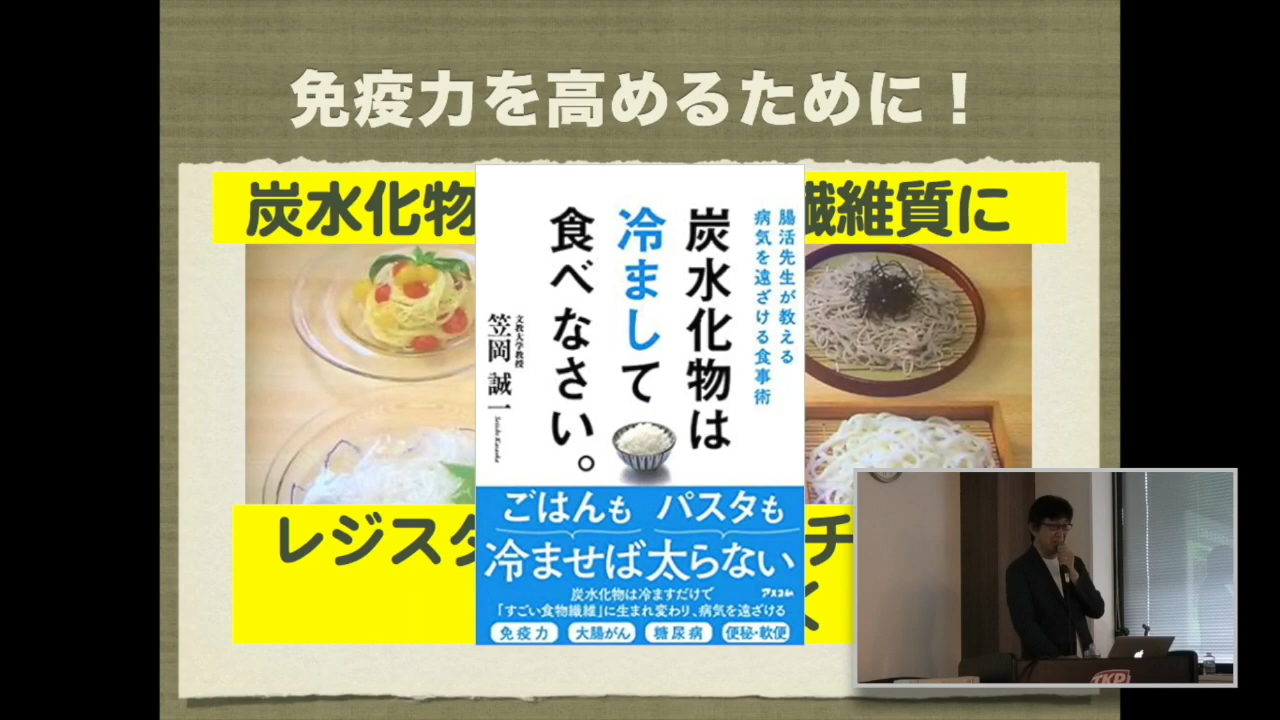 免疫力を高めるために！
炭水化物
繊維質に
腸活先生が教える
病気を遠ざける食事術
炭水化物は
冷まして
食べなさい。
文教大学教授
笠岡 誠一
Seiichi Kasaoka
ごはんも パスタも
冷ませば太らない
炭水化物は冷ますだけで
「すごい食物繊維」に生まれ変わり、病気を遠ざける
アスコム
免疫力 大腸がん 糖尿病 便秘・軟便
レジスタ
チ
く
TKP